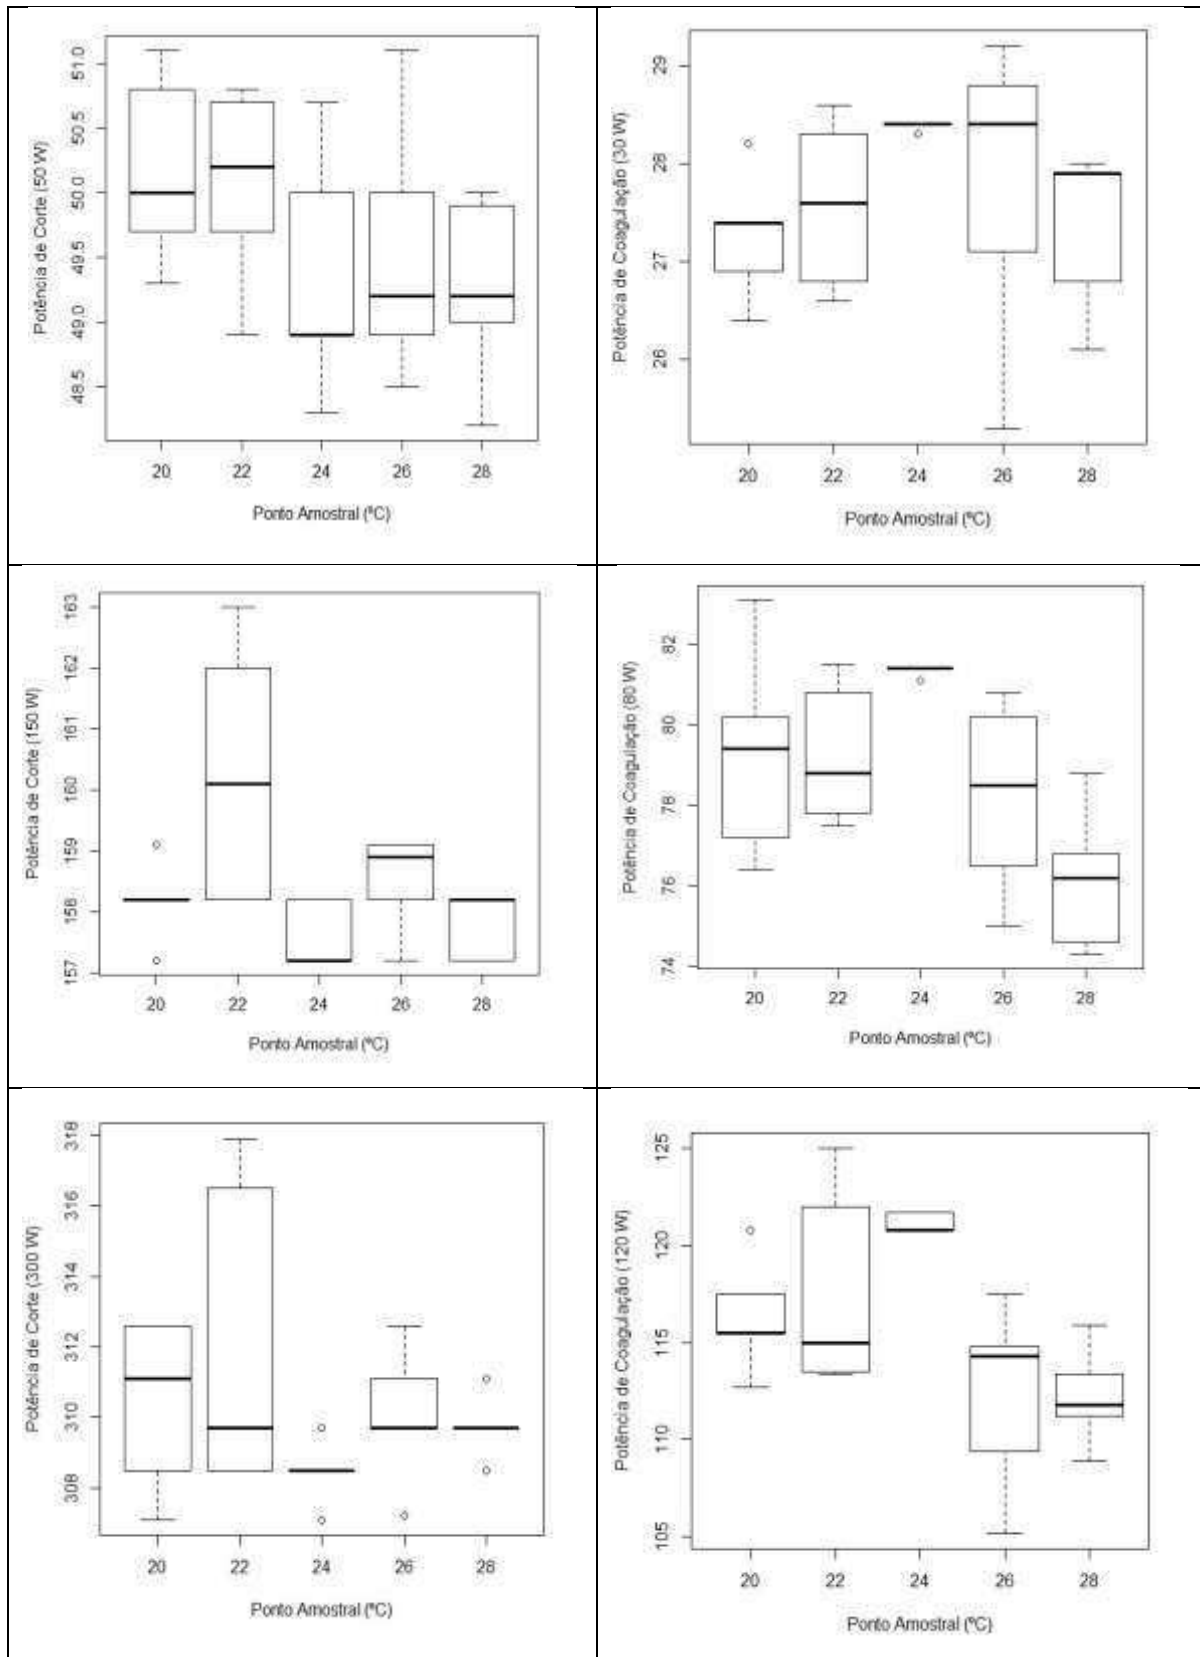 Potência de Corte (50 W)
51.0
50.5
50.0
49.5
49.0
48.5
20 22 24 26 28
Ponto Amostral (ºC)
Potência de Coagulação (30 W)
29
28
27
26
20 22 24 26 28
Ponto Amostral (ºC)
Potência de Corte (150 W)
163
162
161
160
159
158
157
20 22 24 26 28
Ponto Amostral (ºC)
Potência de Coagulação (80 W)
82
80
78
76
74
20 22 24 26 28
Ponto Amostral (ºC)
Potência de Corte (300 W)
318
316
314
312
310
308
20 22 24 26 28
Ponto Amostral (ºC)
Potência de Coagulação (120 W)
125
120
115
110
105
20 22 24 26 28
Ponto Amostral (ºC)